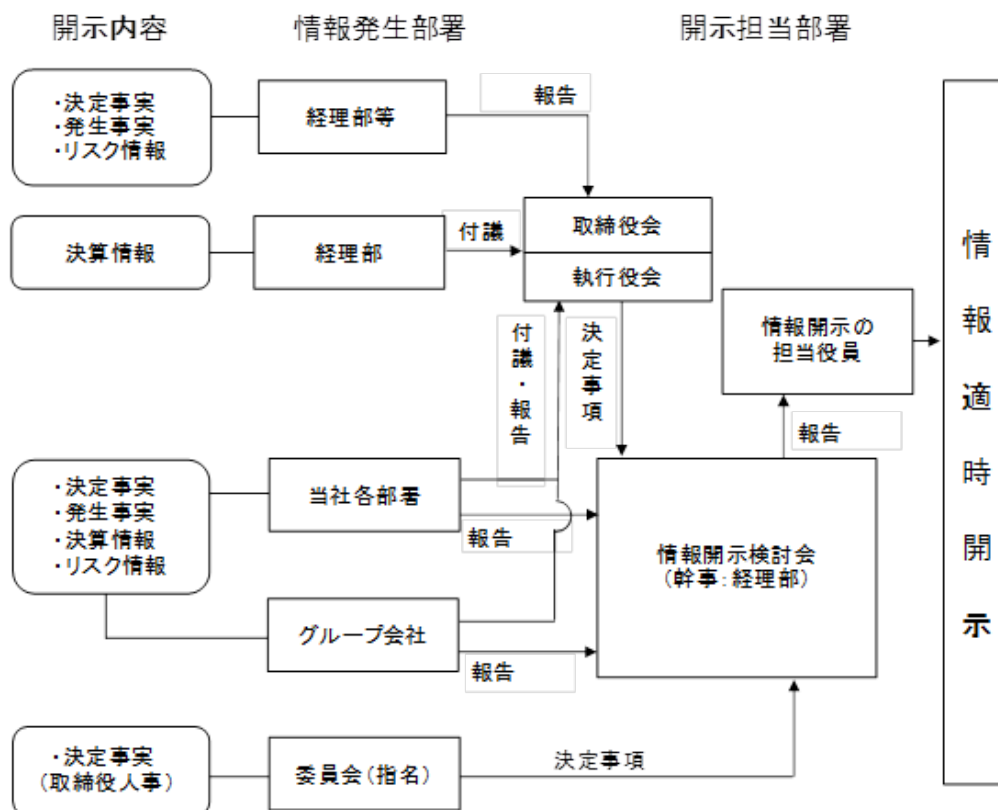 開示内容
情報発生部署
開示担当部署
・決定事実
・発生事実
・リスク情報
経理部等
報告
決算情報
経理部
付議
取締役会
執行役会
付議・報告
決定事項
情報開示の
担当役員
報告
・決定事実
・発生事実
・決算情報
・リスク情報
当社各部署
報告
グループ会社
報告
情報開示検討会
(幹事:経理部)
・決定事実
(取締役人事)
委員会(指名)
決定事項
情報適時開示